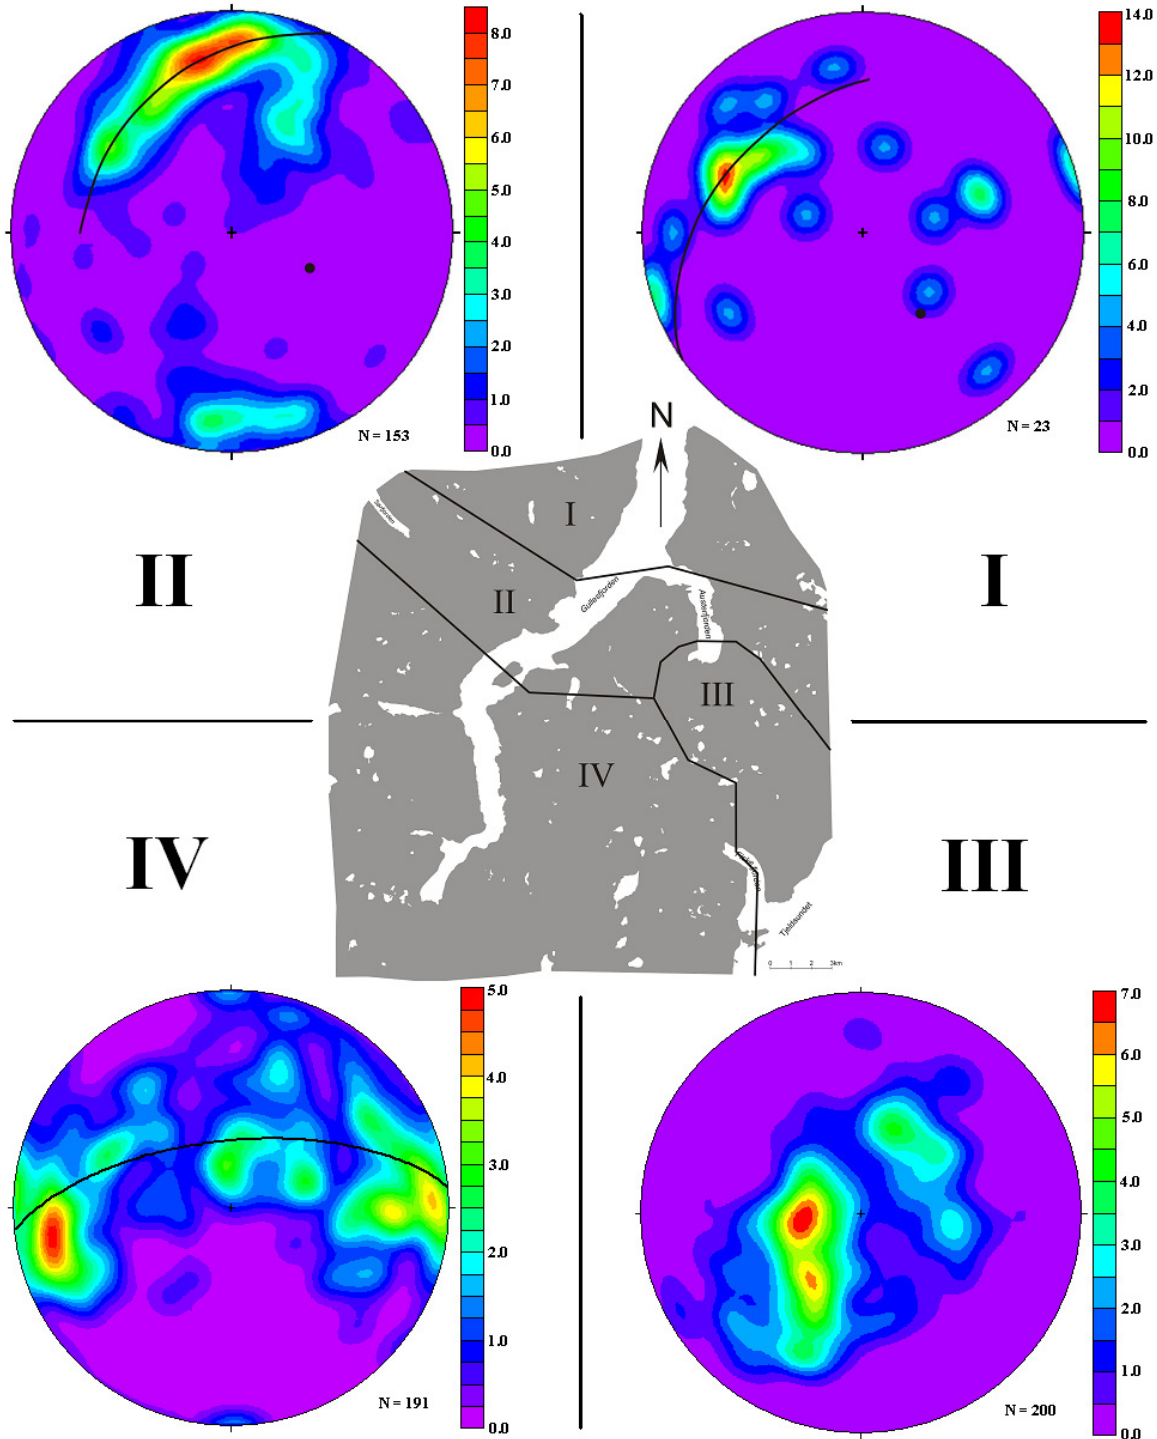 8.0
7.0
6.0
5.0
4.0
3.0
2.0
1.0
0.0
N = 153
14.0
12.0
10.0
8.0
6.0
4.0
2.0
0.0
N = 23
N
I
II
Gullesfjorden
Austerfjorden
III
IV
Tjeldsundet
0 1 2 3km
II
I
IV
III
5.0
4.0
3.0
2.0
1.0
0.0
N = 191
7.0
6.0
5.0
4.0
3.0
2.0
1.0
0.0
N = 200